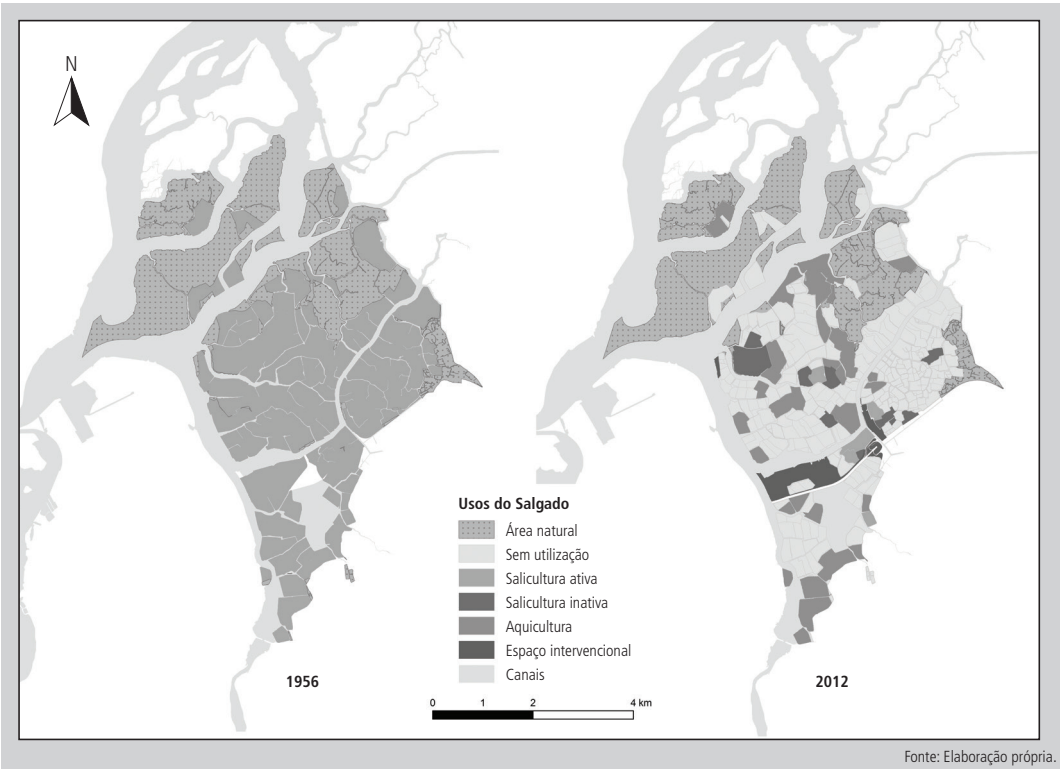 N
Usos do Salgado
Área natural
Sem utilização
Salicultura ativa
Salicultura inativa
Aquicultura
Espaço intervencional
Canais
1956
2012
0 1 2 4 km
Fonte: Elaboração própria.